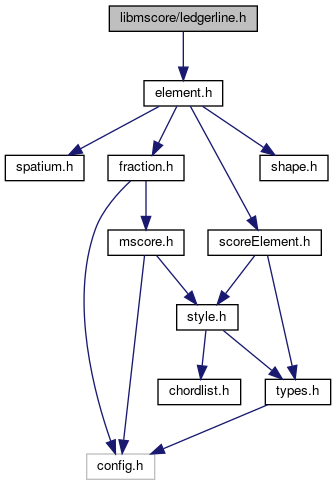 libmscore/ledgerline.h
element.h
spatium.h
fraction.h
shape.h
mscore.h
scoreElement.h
style.h
chordlist.h
types.h
config.h